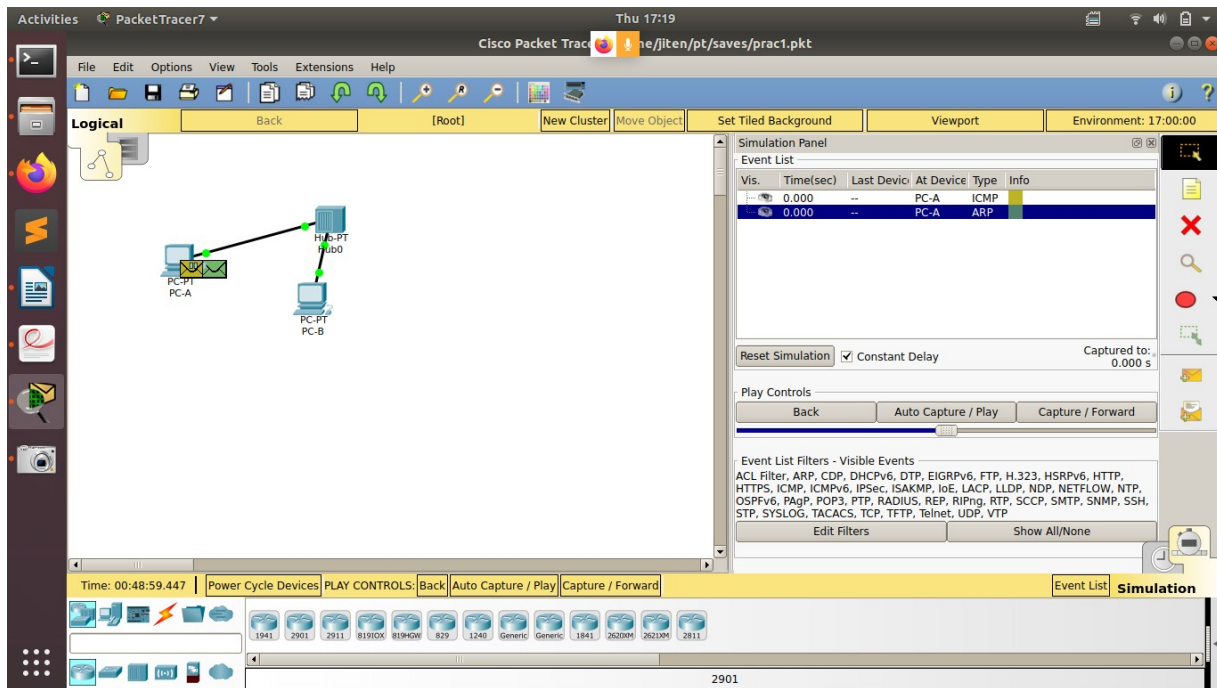 Activities PacketTracer7 Thu 17:19
Cisco Packet Trac e/jiten/pt/saves/prac1.pkt
File Edit Options View Tools Extensions Help
Logical Back [Root] New Cluster Move Object Set Tiled Background Viewport Environment: 17:00:00
Simulation Panel
Event List
Vis. Time(sec) Last Devic At Device Type Info
0.000 -- PC-A ICMP
0.000 -- PC-A ARP
Hub-PT
Hub0
PC-PT
PC-A
PC-PT
PC-B
Reset Simulation Constant Delay Captured to:
0.000 s
Play Controls
Back Auto Capture / Play Capture / Forward
Event List Filters - Visible Events
ACL Filter, ARP, CDP, DHCPv6, DTP, EIGRPv6, FTP, H.323, HSRPv6, HTTP,
HTTPS, ICMP, ICMPv6, IPSec, ISAKMP, IoE, LACP, LLDP, NDP, NETFLOW, NTP,
OSPFv6, PAgP, POP3, PTP, RADIUS, REP, RIPng, RTP, SCCP, SMTP, SNMP, SSH,
STP, SYSLOG, TACACS, TCP, TFTP, Telnet, UDP, VTP
Edit Filters Show All/None
Time: 00:48:59.447 Power Cycle Devices PLAY CONTROLS: Back Auto Capture / Play Capture / Forward Event List Simulation
1941 2901 2911 819IOX 819HGW 829 1240 Generic Generic 1841 2620XM 2621XM 2811
2901